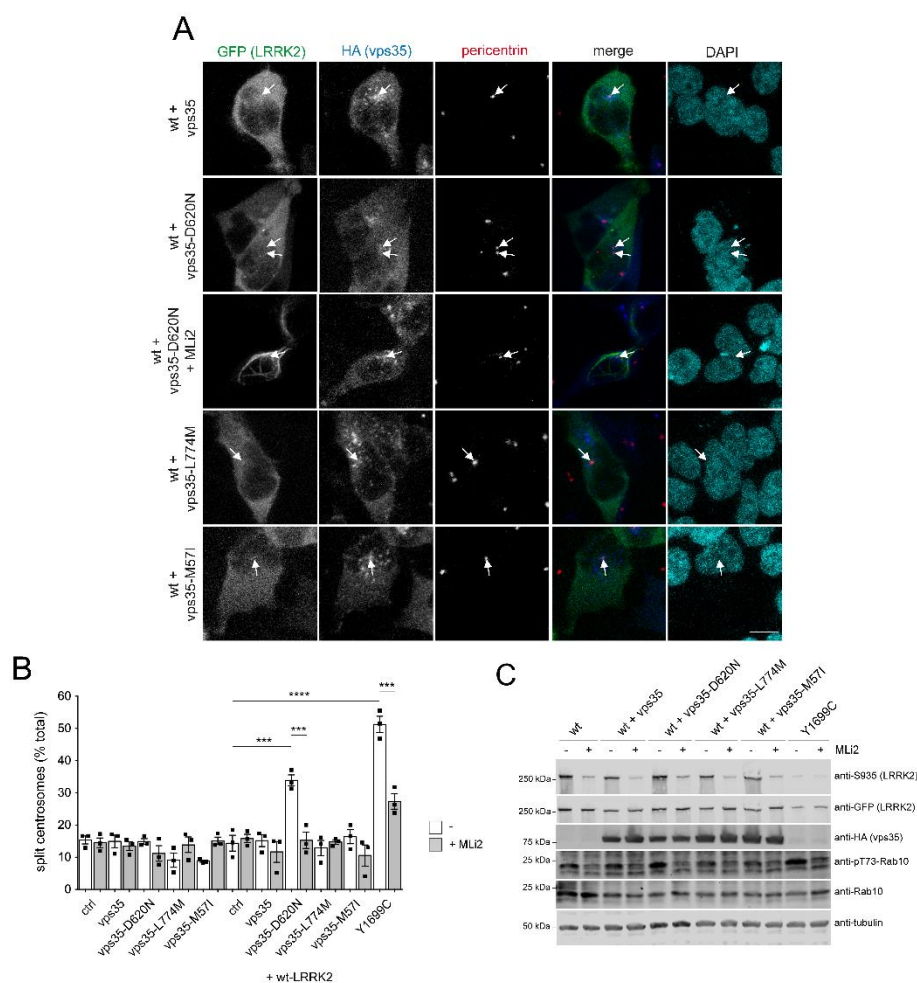 A
GFP (LRRK2) HA (vps35) pericentrin merge DAPI
wt +
vps35
wt +
vps35-D620N
wt +
vps35-D620N
+ MLi2
wt +
vps35-L774M
wt +
vps35-M57I
B
split centrosomes (% total)
60
50
40
30
20
10
0
****
***
***
***
-
+ MLi2
ctrl vps35 vps35-D620N vps35-L774M vps35-M57I ctrl vps35 vps35-D620N vps35-L774M vps35-M57I Y1699C
+ wt-LRRK2
C
wt wt + vps35 wt + vps35-D620N wt + vps35-L774M wt + vps35-M57I Y1699C
- + - + - + - + - + - + MLi2
250 kDa anti-S935 (LRRK2)
250 kDa anti-GFP (LRRK2)
75 kDa anti-HA (vps35)
25 kDa anti-pT73-Rab10
25 kDa anti-Rab10
50 kDa anti-tubulin